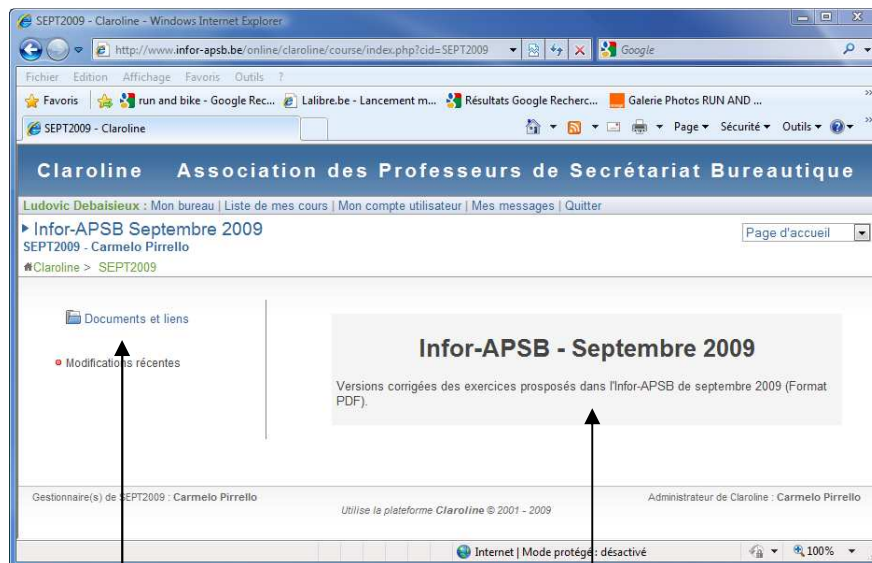 SEPT2009 - Claroline - Windows Internet Explorer
http://www.infor-apsb.be/online/claroline/course/index.php?cid=SEPT2009
Google
Fichier Edition Affichage Favoris Outils ?
Favoris run and bike - Google Rec... Lalibre.be - Lancement m... Résultats Google Recherc... Galerie Photos RUN AND ... »
SEPT2009 - Claroline Page Sécurité Outils »
Claroline Association des Professeurs de Secrétariat Bureautique
Ludovic Debaisieux : Mon bureau | Liste de mes cours | Mon compte utilisateur | Mes messages | Quitter
Infor-APSB Septembre 2009
Page d'accueil
SEPT2009 - Carmelo Pirrello
Claroline > SEPT2009
Documents et liens
Modifications récentes
Infor-APSB - Septembre 2009
Versions corrigées des exercices prosposés dans l'Infor-APSB de septembre 2009 (Format
PDF).
Gestionnaire(s) de SEPT2009 : Carmelo Pirrello
Utilise la plateforme Claroline © 2001 - 2009
Administrateur de Claroline : Carmelo Pirrello
Internet | Mode protégé : désactivé 100%